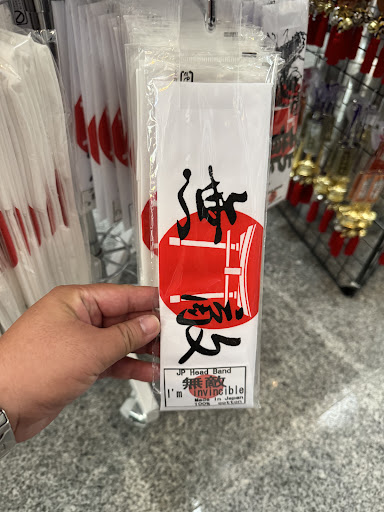 無敵
JP Head Band
無敵
I'm invincible
Made in Japan
100% cotton